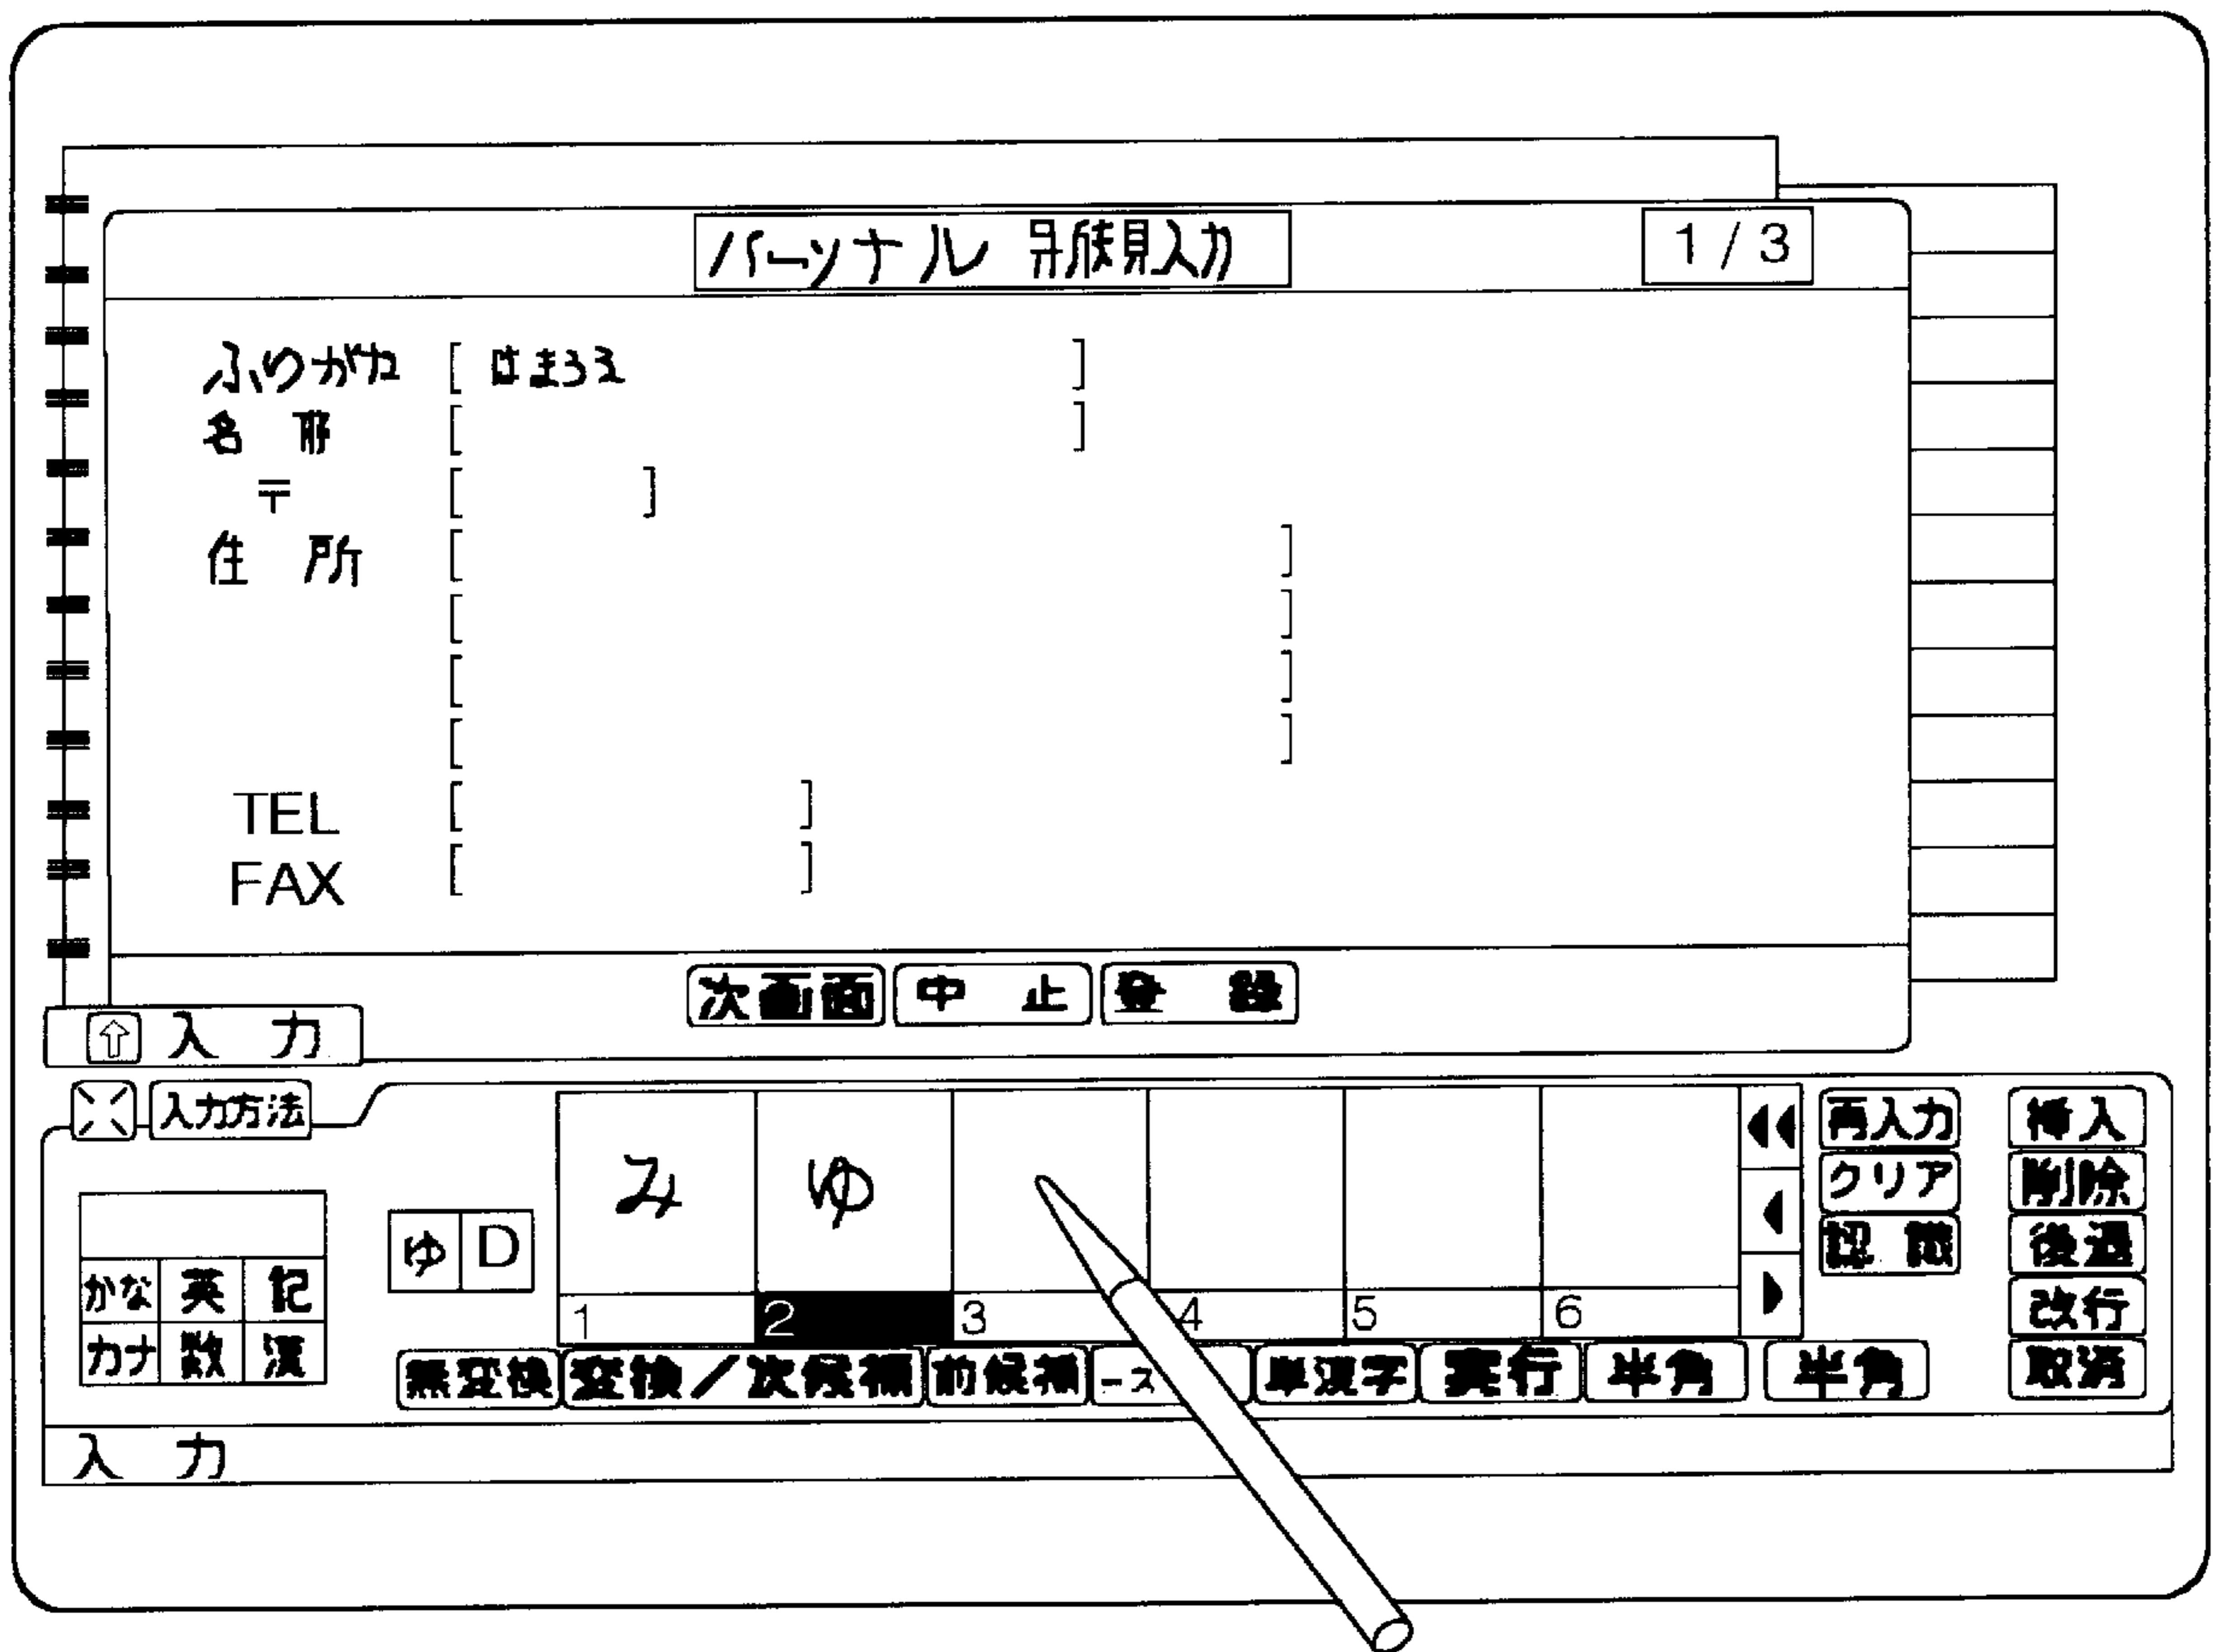 パーソナル 新規入力
1/3
ふりがな [ はまうえ ]
名 称 [ ]
〒 [ ]
住 所 [ ]
[ ]
[ ]
[ ]
TEL [ ]
FAX [ ]
次画面 中 止 登 録
入 力
入力方法
み ゆ
再入力 挿入
クリア 削除
認 識 後退
改行
取消
ゆ D
かな 英 記
カナ 数 漢
1 2 3 4 5 6
無変換 変換/次候補 前候補 単漢字 実行 半角 半角
入 力